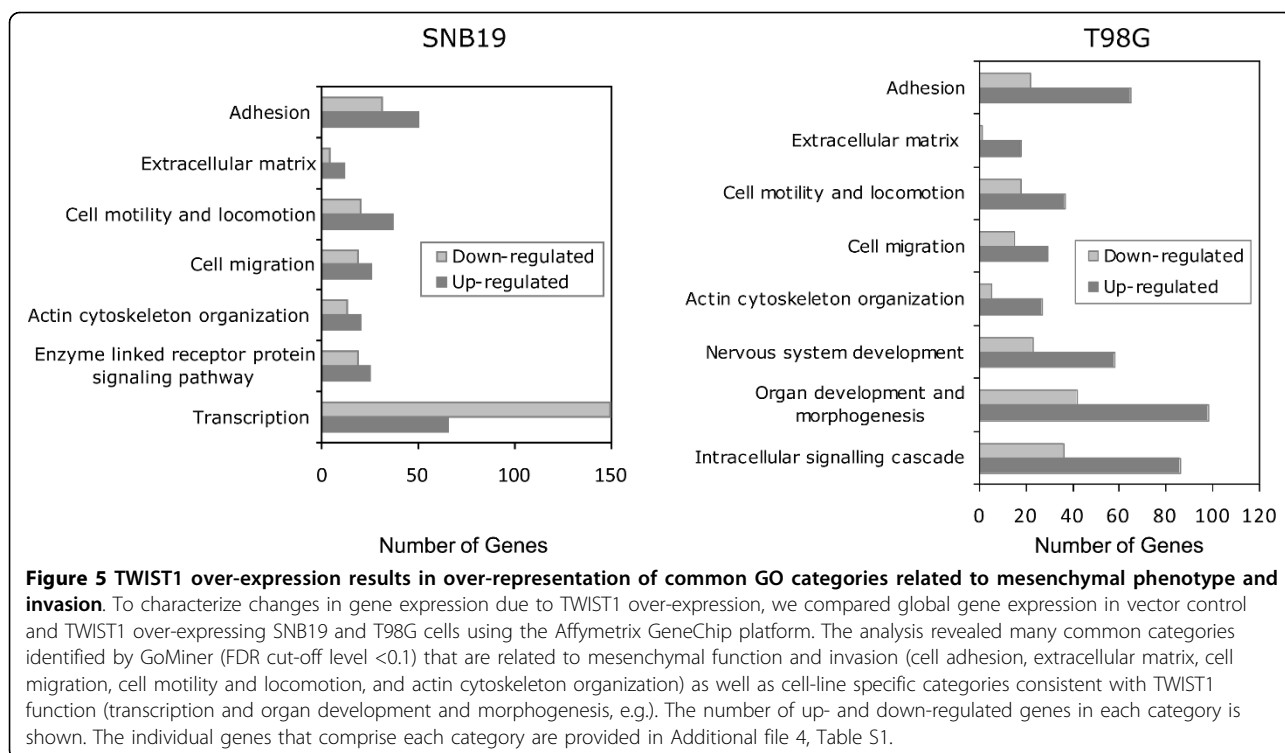 SNB19
Adhesion
Extracellular matrix
Cell motility and locomotion
Cell migration
Actin cytoskeleton organization
Enzyme linked receptor protein
signaling pathway
Transcription
0 50 100 150
Number of Genes
Down-regulated
Up-regulated
T98G
Adhesion
Extracellular matrix
Cell motility and locomotion
Cell migration
Actin cytoskeleton organization
Nervous system development
Organ development and
morphogenesis
Intracellular signalling cascade
0 20 40 60 80 100 120
Number of Genes
Down-regulated
Up-regulated
Figure 5 TWIST1 over-expression results in over-representation of common GO categories related to mesenchymal phenotype and
invasion. To characterize changes in gene expression due to TWIST1 over-expression, we compared global gene expression in vector control
and TWIST1 over-expressing SNB19 and T98G cells using the Affymetrix GeneChip platform. The analysis revealed many common categories
identified by GoMiner (FDR cut-off level <0.1) that are related to mesenchymal function and invasion (cell adhesion, extracellular matrix, cell
migration, cell motility and locomotion, and actin cytoskeleton organization) as well as cell-line specific categories consistent with TWIST1
function (transcription and organ development and morphogenesis, e.g.). The number of up- and down-regulated genes in each category is
shown. The individual genes that comprise each category are provided in Additional file 4, Table S1.